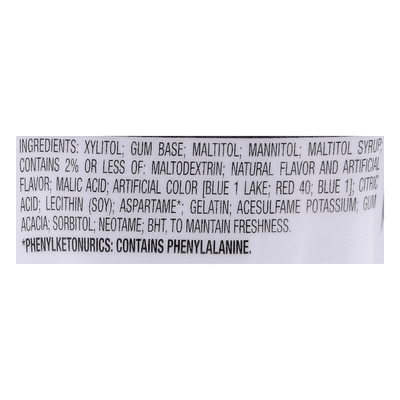 INGREDIENTS: XYLITOL; GUM BASE; MALTITOL; MANNITOL; MALTITOL SYRUP;
CONTAINS 2% OR LESS OF: MALTODEXTRIN; NATURAL FLAVOR AND ARTIFICIAL
FLAVOR; MALIC ACID; ARTIFICIAL COLOR [BLUE 1 LAKE; RED 40; BLUE 1]; CITRIC
ACID; LECITHIN (SOY); ASPARTAME*; GELATIN; ACESULFAME POTASSIUM; GUM
ACACIA; SORBITOL; NEOTAME; BHT, TO MAINTAIN FRESHNESS.
*PHENYLKETONURICS: CONTAINS PHENYLALANINE.